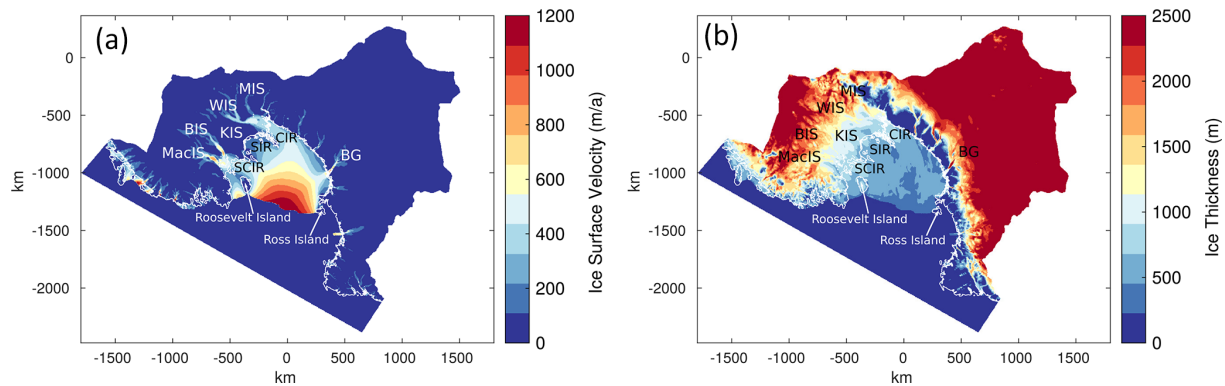 (a)
0
-500
-1000
-1500
-2000
km
-1500 -1000 -500 0 500 1000 1500
km
MIS
WIS
BIS
KIS
CIR
SIR
MacIS
SCIR
BG
Roosevelt Island
Ross Island
1200
1000
800
600
400
200
0
Ice Surface Velocity (m/a)
(b)
0
-500
-1000
-1500
-2000
km
-1500 -1000 -500 0 500 1000 1500
km
MIS
WIS
BIS
KIS
CIR
SIR
MacIS
SCIR
BG
Roosevelt Island
Ross Island
2500
2000
1500
1000
500
0
Ice Thickness (m)